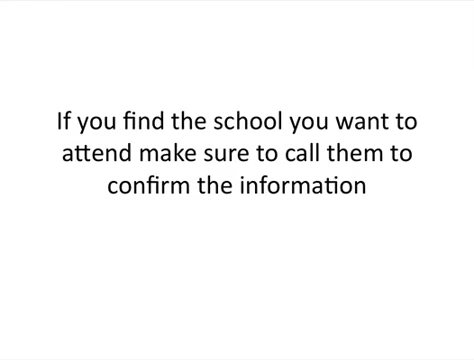 If you find the school you want to
attend make sure to call them to
confirm the information